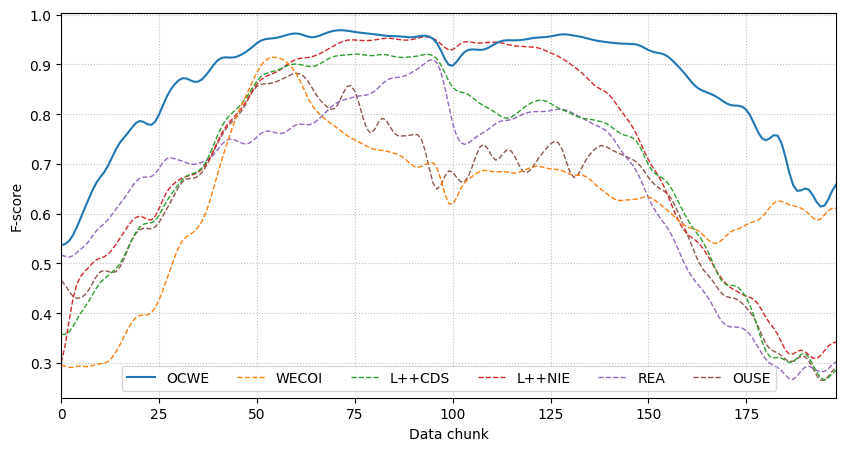 1.0
0.9
0.8
0.7
0.6
0.5
0.4
0.3
F-score
OCWE WECOI L++CDS L++NIE REA OUSE
0 25 50 75 100 125 150 175
Data chunk